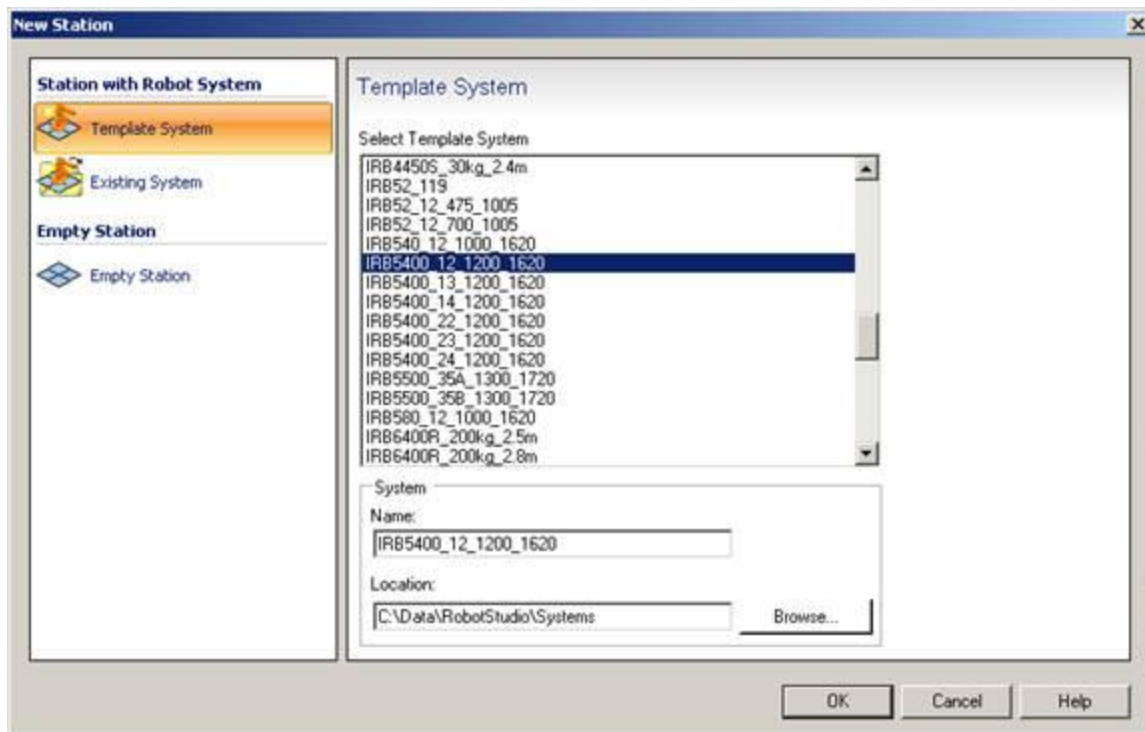 New Station
Station with Robot System
Template System
Existing System
Empty Station
Empty Station
Template System
Select Template System
IRB4450S_30kg_2.4m
IRB52_119
IRB52_12_475_1005
IRB52_12_700_1005
IRB540_12_1000_1620
IRB5400_12_1200_1620
IRB5400_13_1200_1620
IRB5400_14_1200_1620
IRB5400_22_1200_1620
IRB5400_23_1200_1620
IRB5400_24_1200_1620
IRB5500_35A_1300_1720
IRB5500_35B_1300_1720
IRB580_12_1000_1620
IRB6400R_200kg_2.5m
IRB6400R_200kg_2.8m
System
Name:
IRB5400_12_1200_1620
Location:
C:\Data\RobotStudio\Systems
Browse...
OK Cancel Help